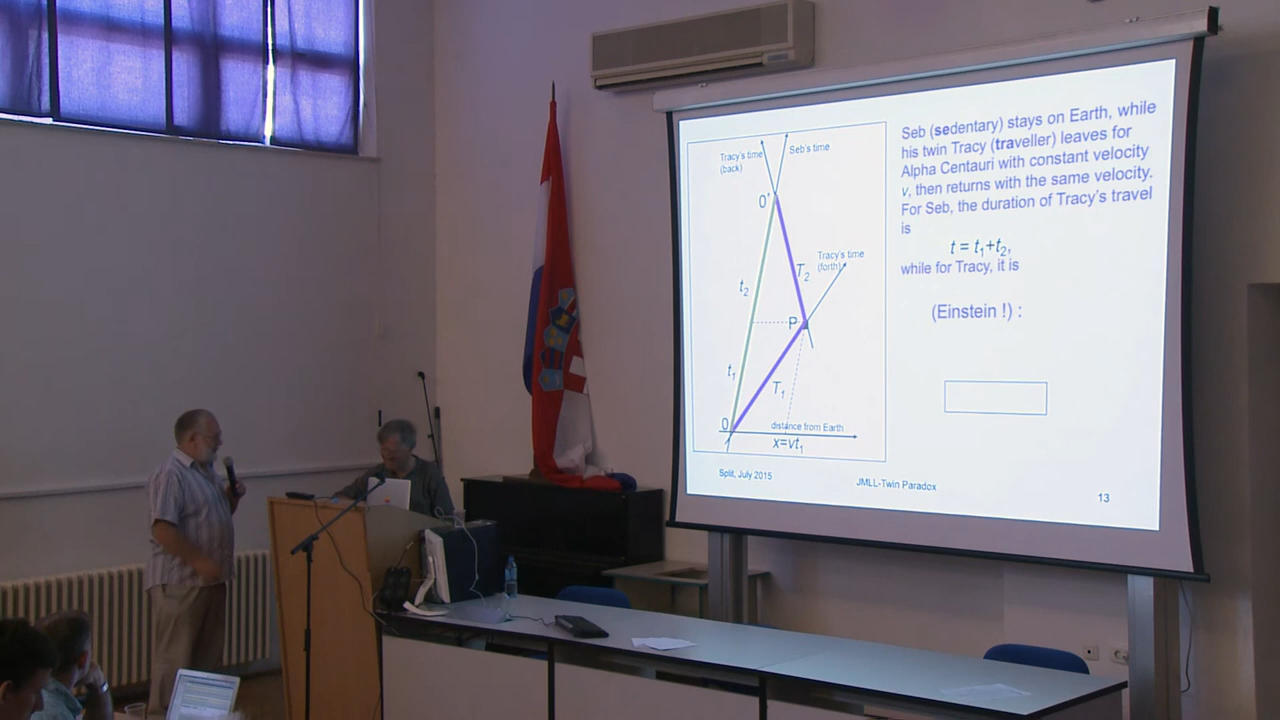 Tracy's time
(back)
Seb's time
0'
Tracy's time
(forth)
T2
t2
P
t1
T1
0
distance from Earth
x=vt1
Seb (sedentary) stays on Earth, while
his twin Tracy (traveller) leaves for
Alpha Centauri with constant velocity
v, then returns with the same velocity.
For Seb, the duration of Tracy's travel
is
t = t1+t2,
while for Tracy, it is
(Einstein !) :
Split, July 2015
JMLL-Twin Paradox
13